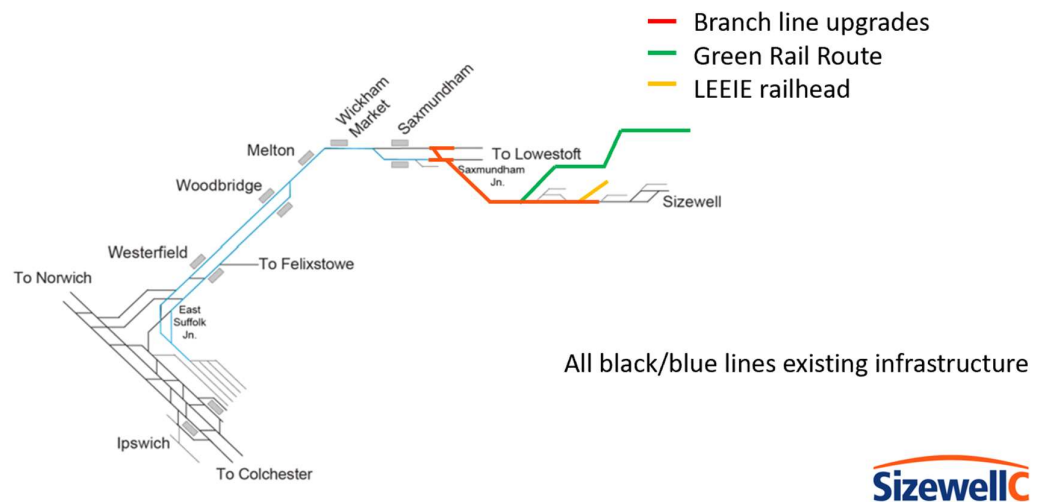 Branch line upgrades
Green Rail Route
LEEIE railhead
Wickham
Market
Saxmundham
Melton
To Lowestoft
Saxmundham
Jn.
Woodbridge
Sizewell
Westerfield
To Felixstowe
To Norwich
East
Suffolk
Jn.
All black/blue lines existing infrastructure
Ipswich
To Colchester
SizewellC